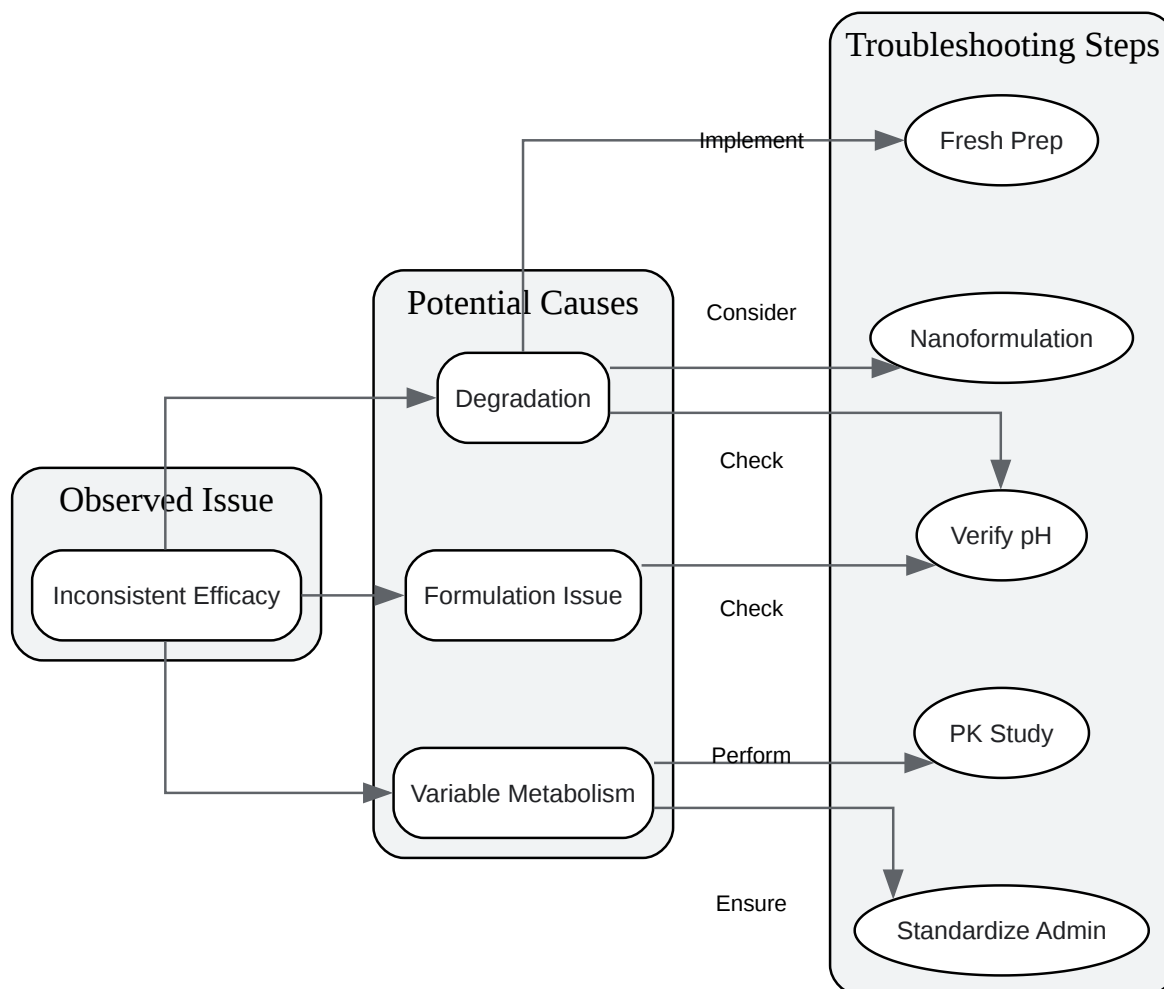 Troubleshooting Steps
Implement
Fresh Prep
Potential Causes
Consider
Nanoformulation
Degradation
Check
Observed Issue
Verify pH
Inconsistent Efficacy
Formulation Issue
Check
PK Study
Perform
Variable Metabolism
Ensure
Standardize Admin